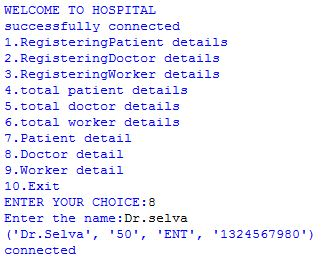 WELCOME TO HOSPITAL
successfully connected
1.RegisteringPatient details
2.RegisteringDoctor details
3.RegisteringWorker details
4.total patient details
5.total doctor details
6.total worker details
7.Patient detail
8.Doctor detail
9.Worker detail
10.Exit
ENTER YOUR CHOICE:8
Enter the name:Dr.selva
('Dr.Selva', '50', 'ENT', '1324567980')
connected